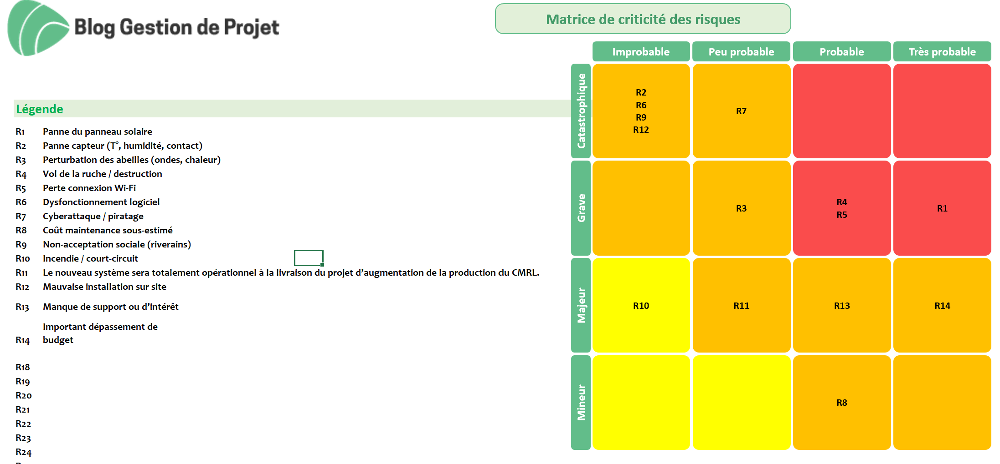 Blog Gestion de Projet
Matrice de criticité des risques
Improbable
Peu probable
Probable
Très probable
Légende
R1 Panne du panneau solaire
R2 Panne capteur (T°, humidité, contact)
R3 Perturbation des abeilles (ondes, chaleur)
R4 Vol de la ruche / destruction
R5 Perte connexion Wi-Fi
R6 Dysfonctionnement logiciel
R7 Cyberattaque / piratage
R8 Coût maintenance sous-estimé
R9 Non-acceptation sociale (riverains)
R10 Incendie / court-circuit
R11 Le nouveau système sera totalement opérationnel à la livraison du projet d’augmentation de la production du CMRL.
R12 Mauvaise installation sur site
R13 Manque de support ou d’intérêt
Important dépassement de
R14 budget
R18
R19
R20
R21
R22
R23
R24
Catastrophique
R2
R6
R9
R12
R7
Grave
R3
R4
R5
R1
Majeur
R10
R11
R13
R14
Mineur
R8